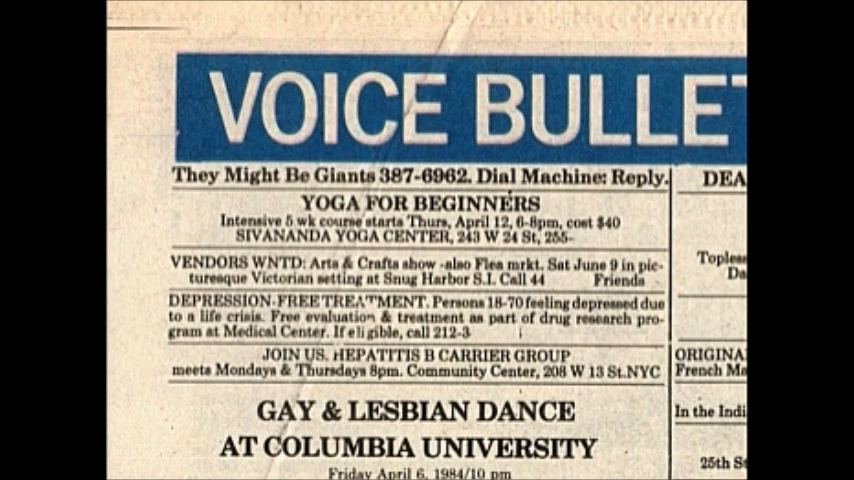 VOICE BULLET
They Might Be Giants 387-6962. Dial Machine: Reply.
YOGA FOR BEGINNERS
Intensive 5 wk course starts Thurs, April 12, 6-8pm, cost $40
SIVANANDA YOGA CENTER, 243 W 24 St, 255-
VENDORS WNTD: Arts & Crafts show -also Flea mrkt. Sat June 9 in pic-
turesque Victorian setting at Snug Harbor S.I. Call 44 Friends
DEPRESSION-FREE TREATMENT. Persons 18-70 feeling depressed due
to a life crisis. Free evaluation & treatment as part of drug research pro-
gram at Medical Center. If eligible, call 212-3
JOIN US. HEPATITIS B CARRIER GROUP
meets Mondays & Thursdays 8pm. Community Center, 208 W 13 St.NYC
GAY & LESBIAN DANCE
AT COLUMBIA UNIVERSITY
Friday April 6, 1984/10 pm
DEA
Topless
Da
ORIGINA
French Ma
In the Indi
25th St